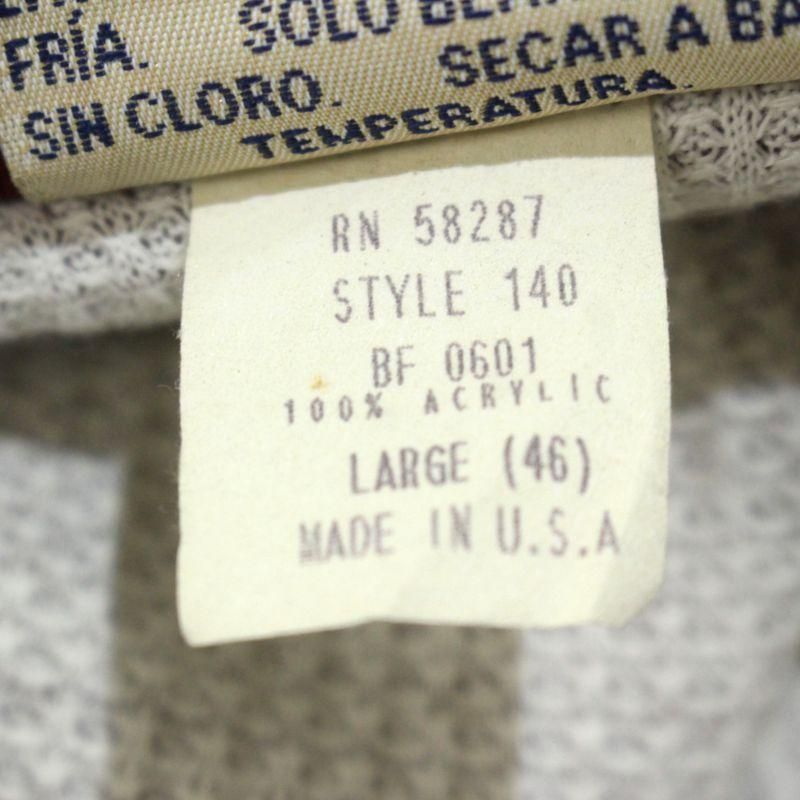 FRÍA. SOLO
SIN CLORO. SECAR A BA
TEMPERATURA.
RN 58287
STYLE 140
BF 0601
100% ACRYLIC
LARGE (46)
MADE IN U.S.A